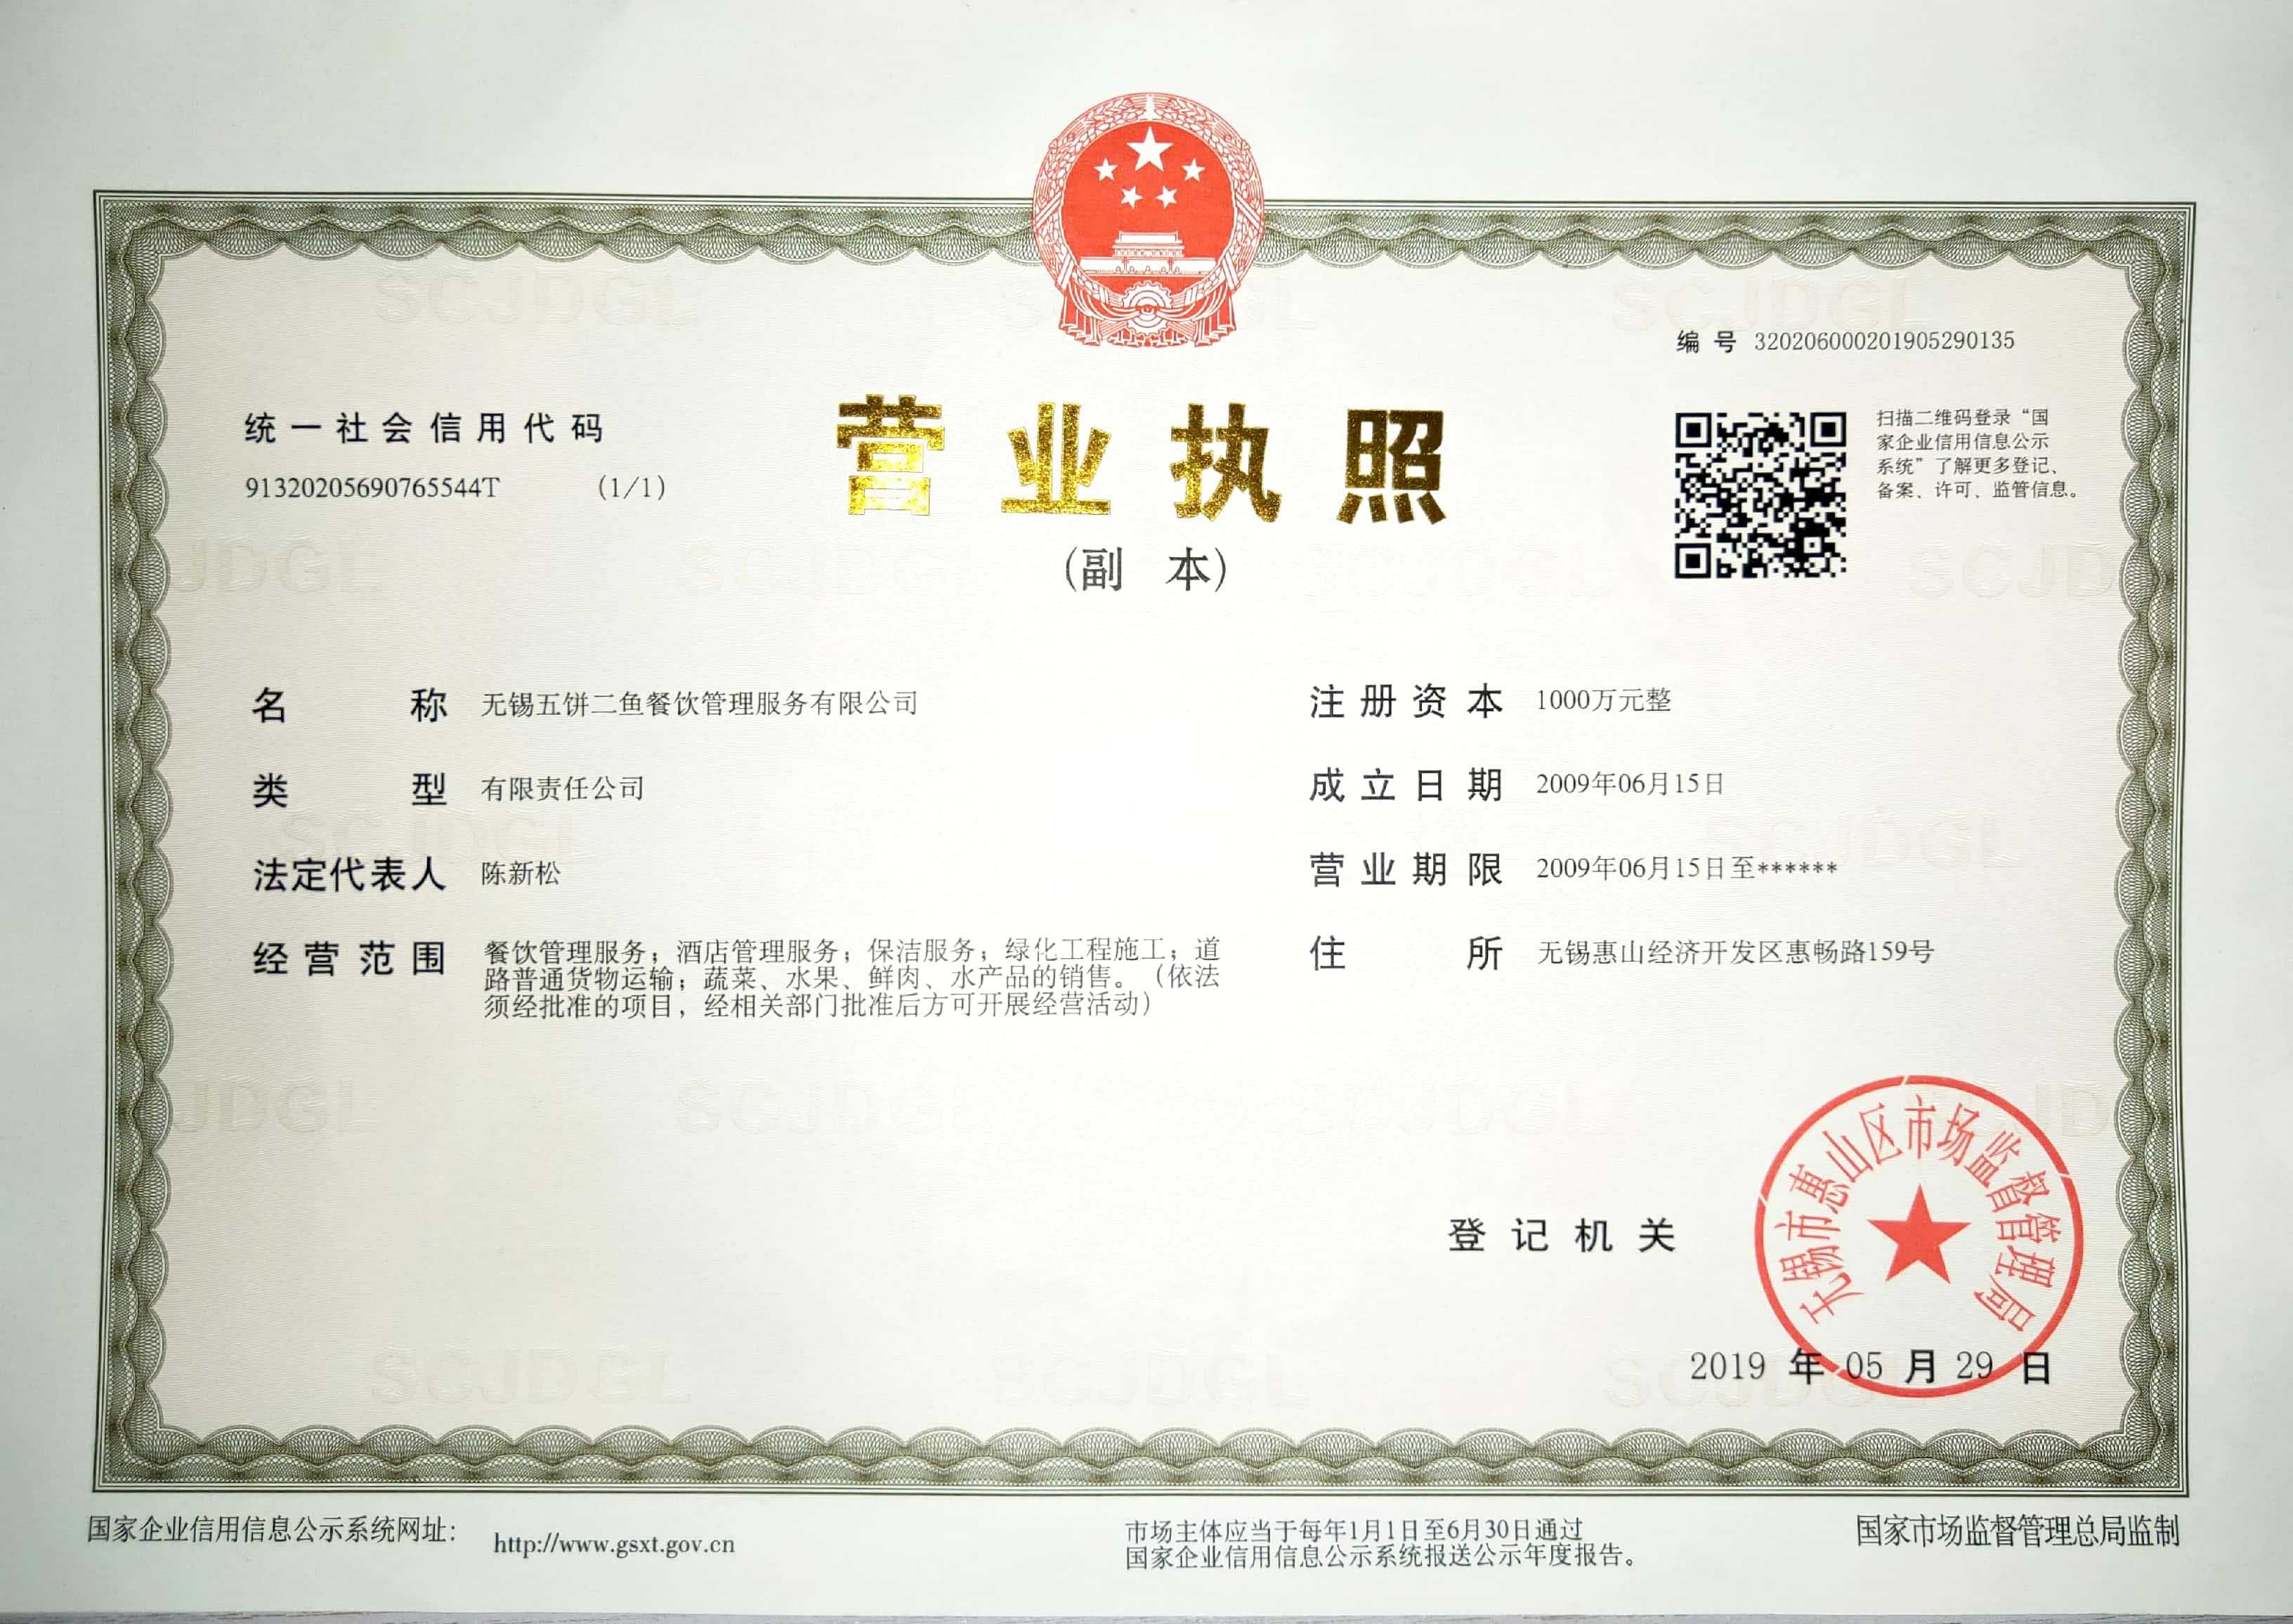 编 号 320206000201905290135
统一社会信用代码
91320205690765544T (1/1)
营业执照
(副 本)
扫描二维码登录“国
家企业信用信息公示
系统”了解更多登记、
备案、许可、监管信息。
名 称 无锡五饼二鱼餐饮管理服务有限公司
类 型 有限责任公司
法定代表人 陈新松
经营范围 餐饮管理服务；酒店管理服务；保洁服务；绿化工程施工；道
路普通货物运输；蔬菜、水果、鲜肉、水产品的销售。（依法
须经批准的项目，经相关部门批准后方可开展经营活动）
注册资本 1000万元整
成立日期 2009年06月15日
营业期限 2009年06月15日至******
住 所 无锡惠山经济开发区惠畅路159号
登记机关
无锡市惠山区市场监督管理局
2019 年 05 月 29 日
国家企业信用信息公示系统网址： http://www.gsxt.gov.cn
市场主体应当于每年1月1日至6月30日通过
国家企业信用信息公示系统报送公示年度报告。
国家市场监督管理总局监制
SCJDGL